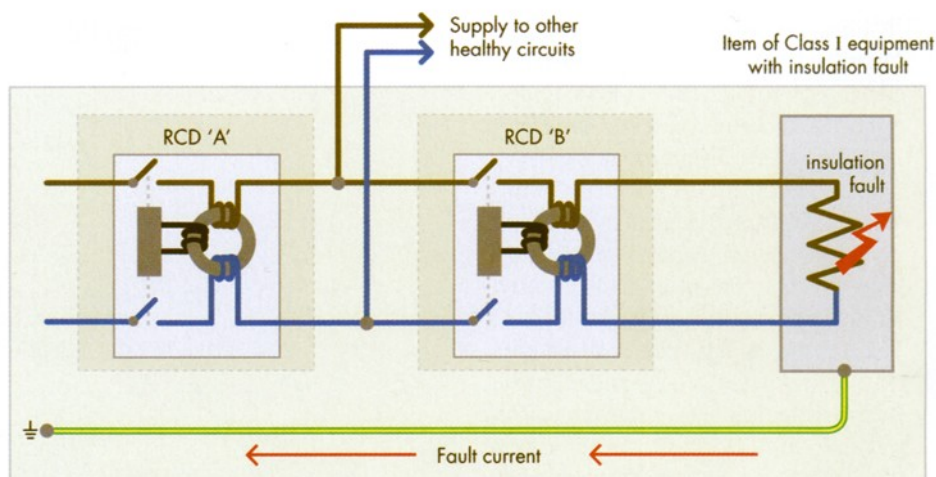 Supply to other
healthy circuits
Item of Class I equipment
with insulation fault
RCD 'A'
RCD 'B'
insulation
fault
Fault current